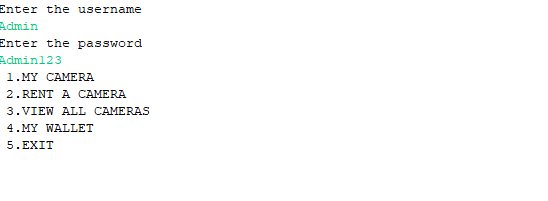 Enter the username
Admin
Enter the password
Admin123
1.MY CAMERA
2.RENT A CAMERA
3.VIEW ALL CAMERAS
4.MY WALLET
5.EXIT